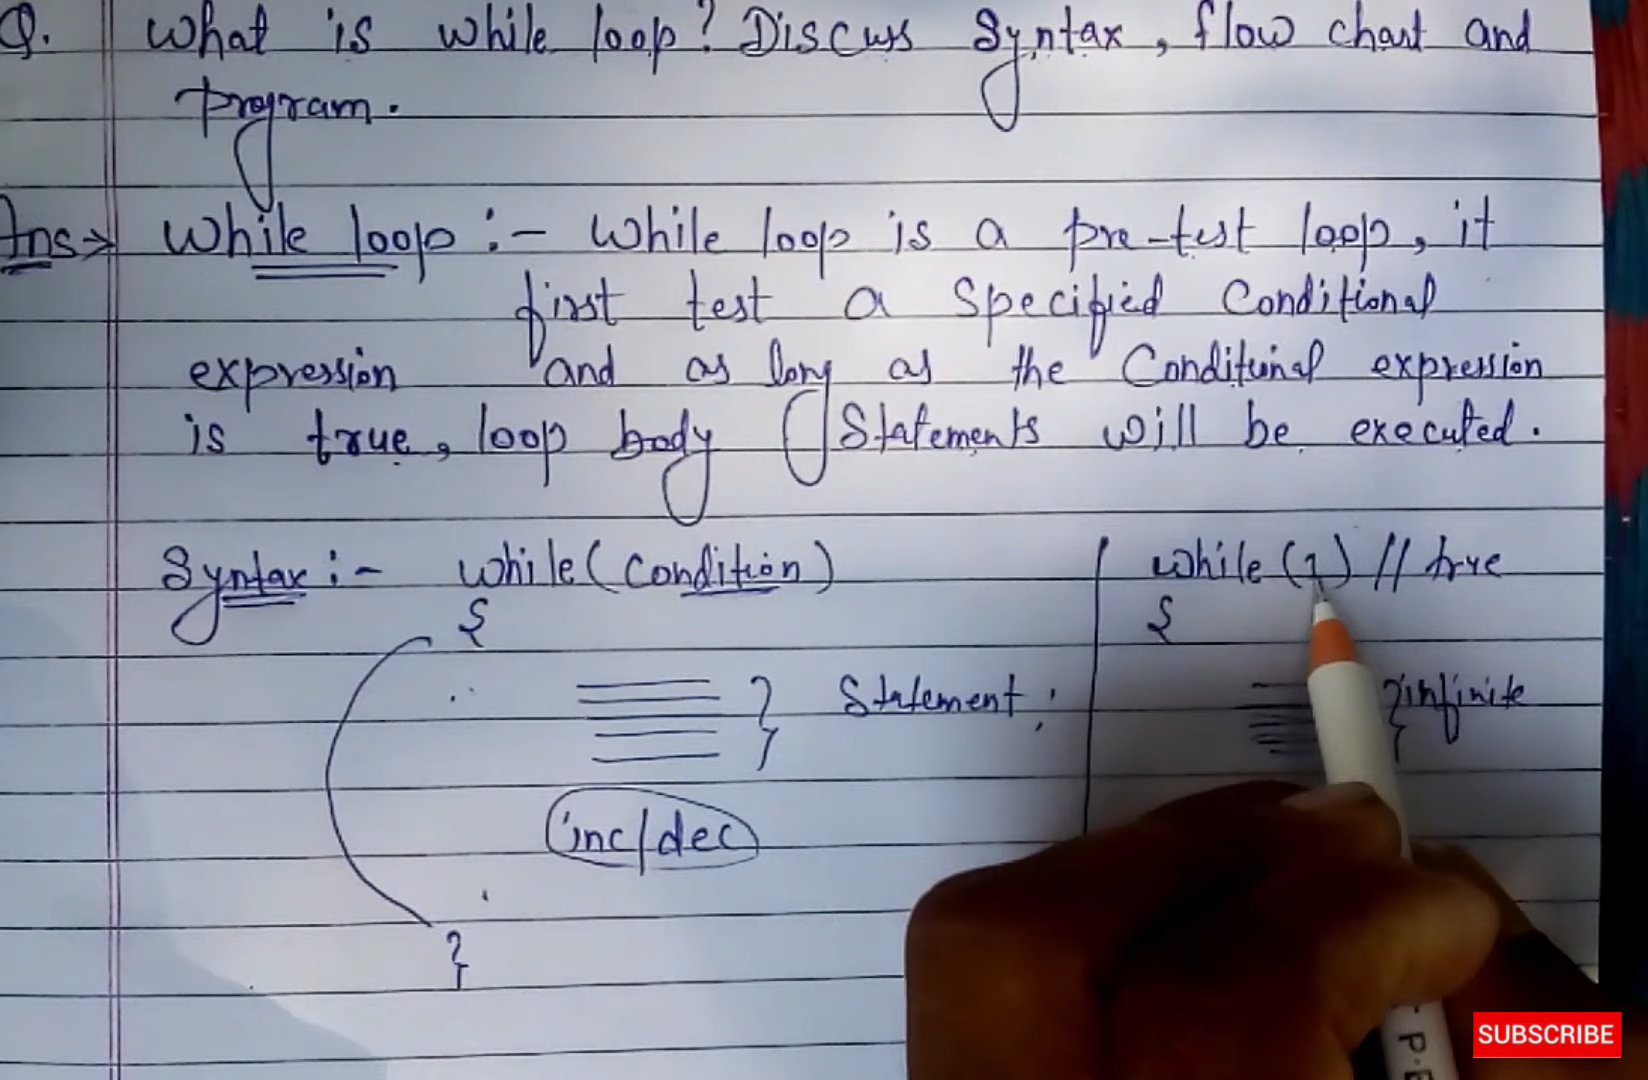 Q. What is while loop? Discuss Syntax, flow chart and
program.
Ans⇒ While loop :- While loop is a pre-test loop, it
first test a specified Conditional
expression and as long as the Conditional expression
is true, loop body Statements will be executed.
Syntax :- while(Condition)
{
Statement;
inc/dec
}
while (1) // true
{
} infinite
P.E
SUBSCRIBE